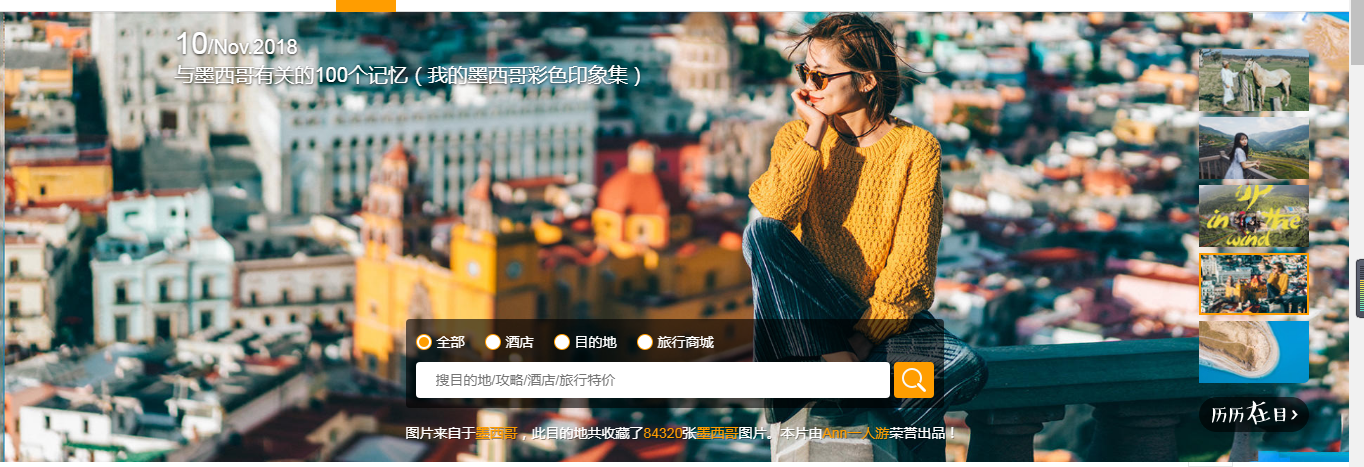 10/Nov.2018
与墨西哥有关的100个记忆（我的墨西哥彩色印象集）
by
in the
wind
全部 酒店 目的地 旅行商城
搜目的地/攻略/酒店/旅行特价
历历在目
图片来自于墨西哥，此目的地共收藏了84320张墨西哥图片。本片由Ann一人游荣誉出品！